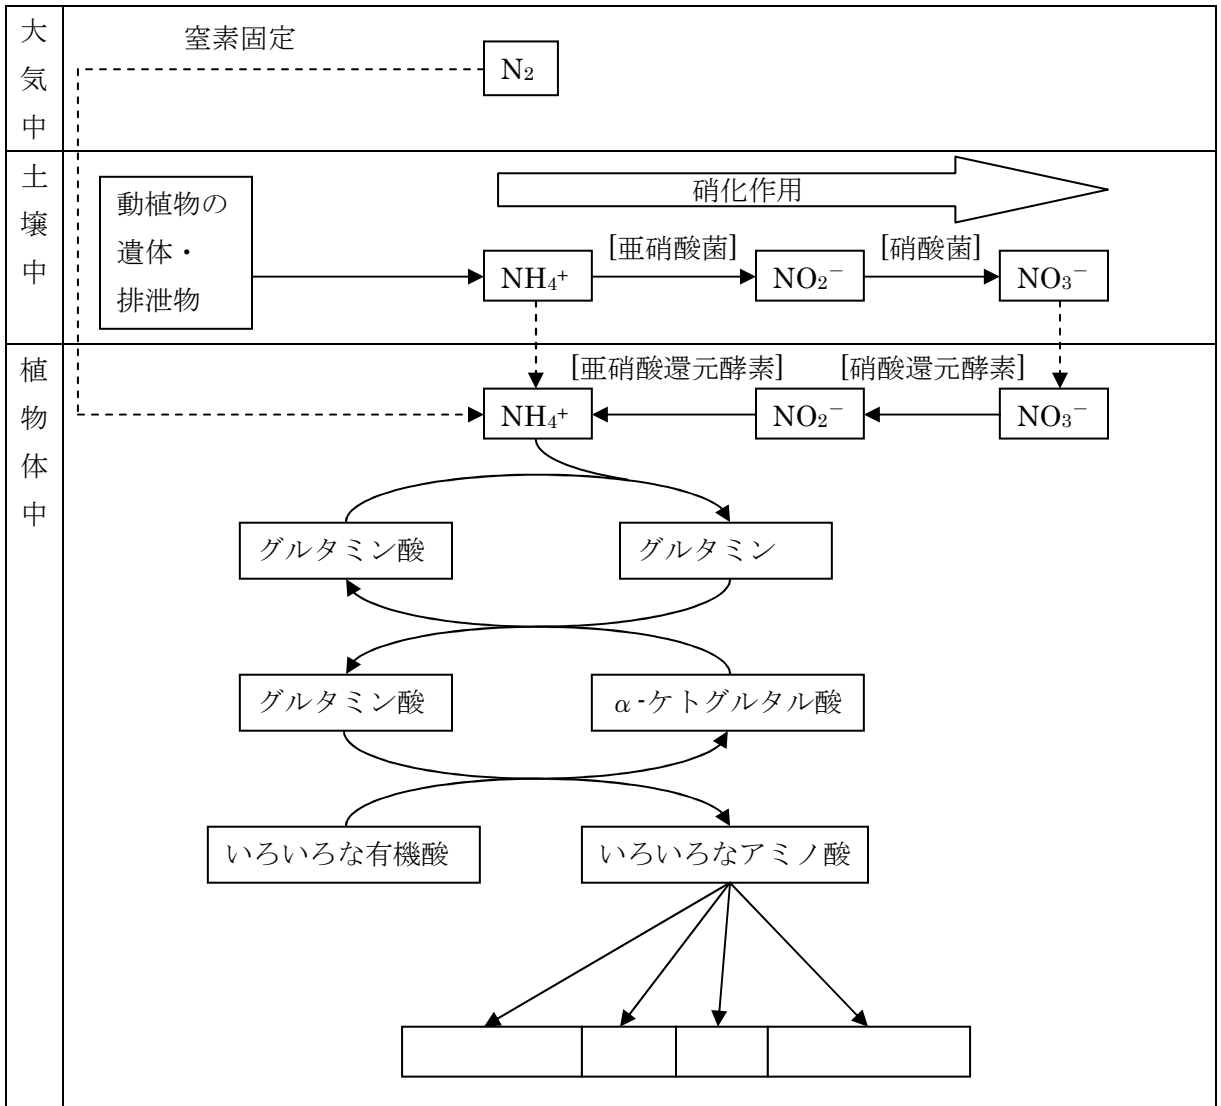 大気中
窒素固定
N₂
土壌中
動植物の
遺体・
排泄物
硝化作用
[亜硝酸菌]
[硝酸菌]
NH₄⁺
NO₂⁻
NO₃⁻
植物体中
[亜硝酸還元酵素]
[硝酸還元酵素]
NH₄⁺
NO₂⁻
NO₃⁻
グルタミン酸
グルタミン
グルタミン酸
α-ケトグルタル酸
いろいろな有機酸
いろいろなアミノ酸